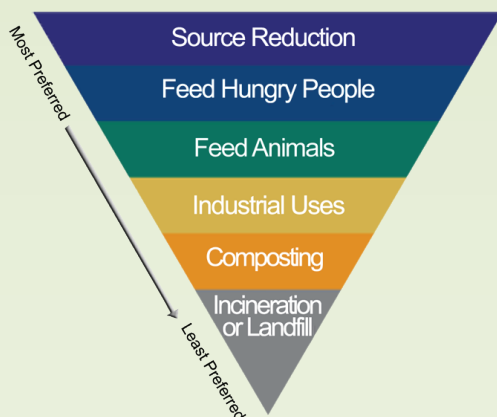 Most Preferred
Source Reduction
Feed Hungry People
Feed Animals
Industrial Uses
Composting
Incineration
or Landfill
Least Preferred